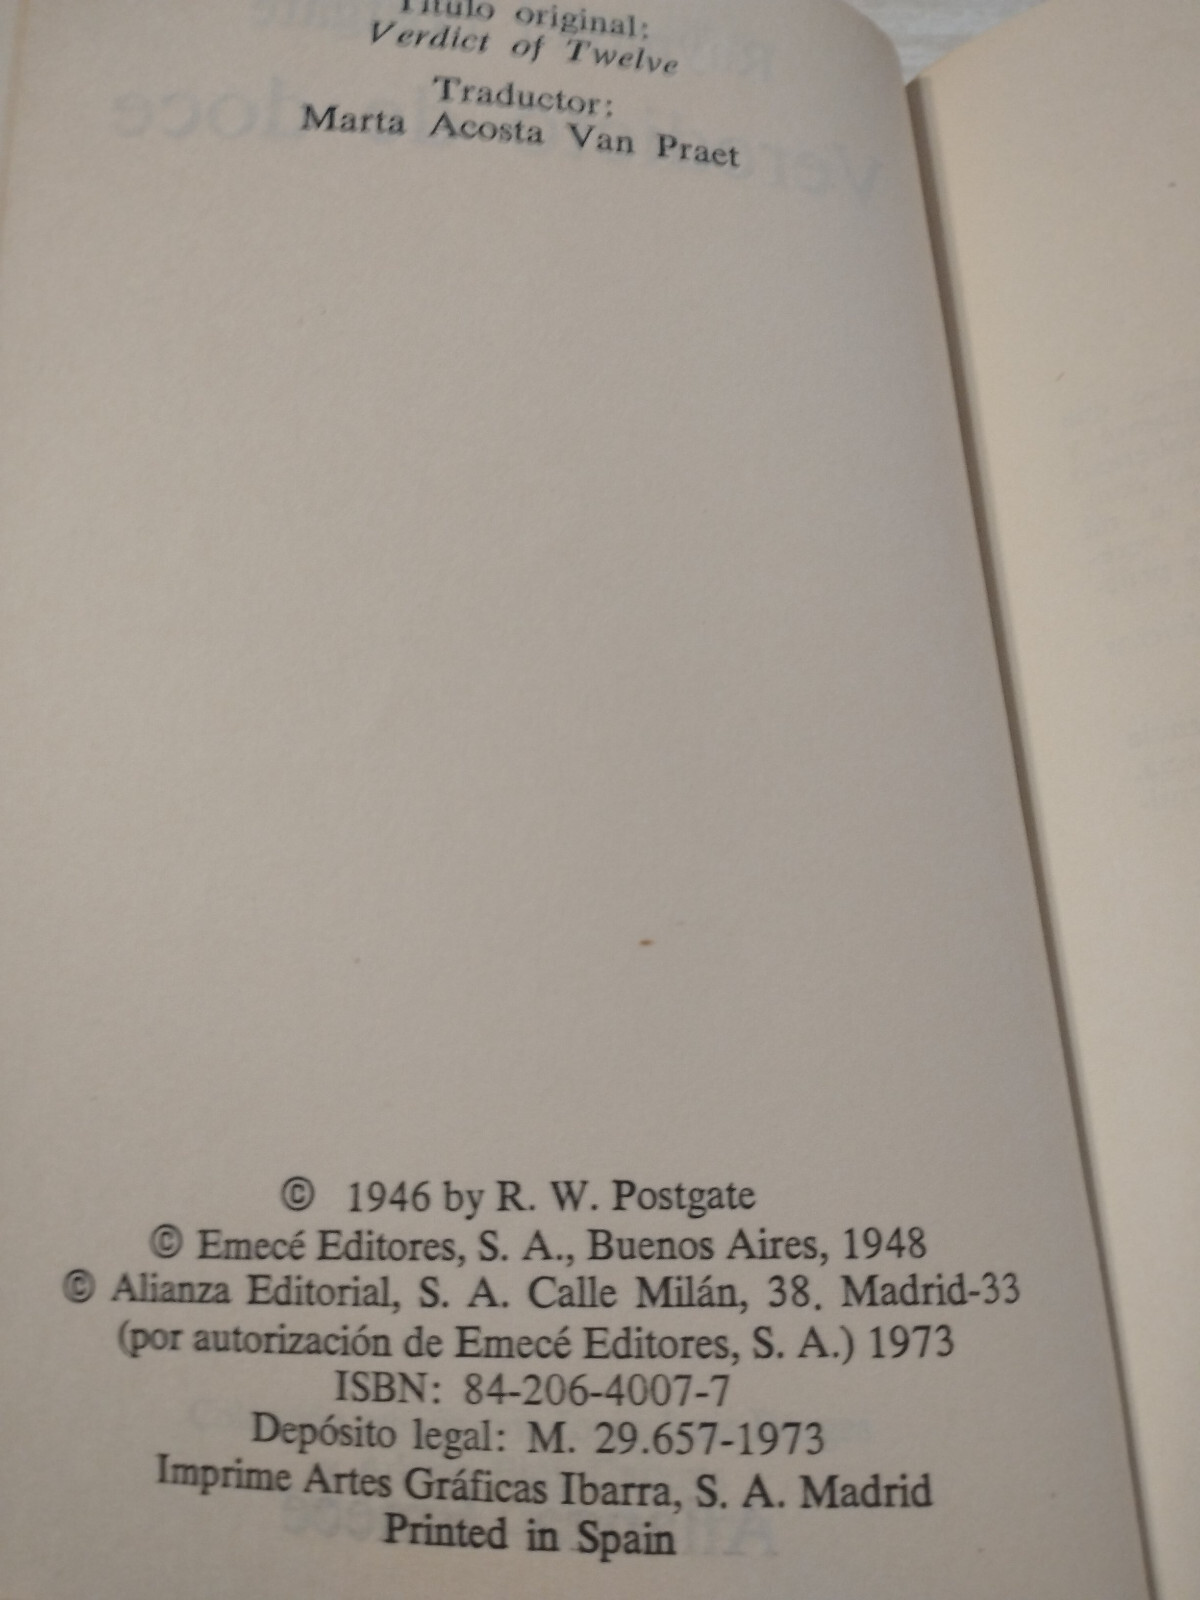 Título original:
Verdict of Twelve
Traductor:
Marta Acosta Van Praet
© 1946 by R. W. Postgate
© Emecé Editores, S. A., Buenos Aires, 1948
© Alianza Editorial, S. A. Calle Milán, 38. Madrid-33
(por autorización de Emecé Editores, S. A.) 1973
ISBN: 84-206-4007-7
Depósito legal: M. 29.657-1973
Imprime Artes Gráficas Ibarra, S. A. Madrid
Printed in Spain